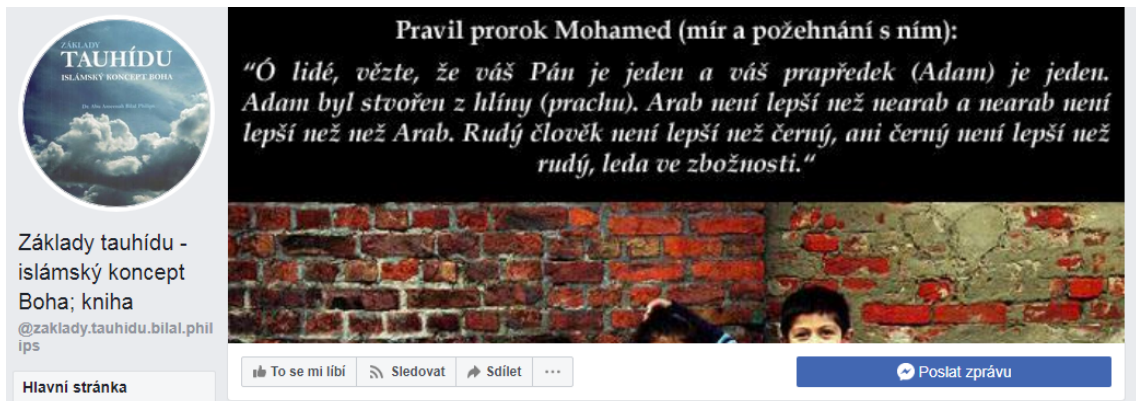 ZÁKLADY
TAUHÍDU
ISLÁMSKÝ KONCEPT BOHA
Základy tauhídu -
islámský koncept
Boha; kniha
@zaklady.tauhidu.bilal.phil
ips
Hlavní stránka
Pravil prorok Mohamed (mír a požehnání s ním):
“Ó lidé, vězte, že váš Pán je jeden a váš prapředek (Adam) je jeden.
Adam byl stvořen z hlíny (prachu). Arab není lepší než nearab a nearab není
lepší než než Arab. Rudý člověk není lepší než černý, ani černý není lepší než
rudý, leda ve zbožnosti.“
To se mi líbí
Sledovat
Sdílet
Poslat zprávu